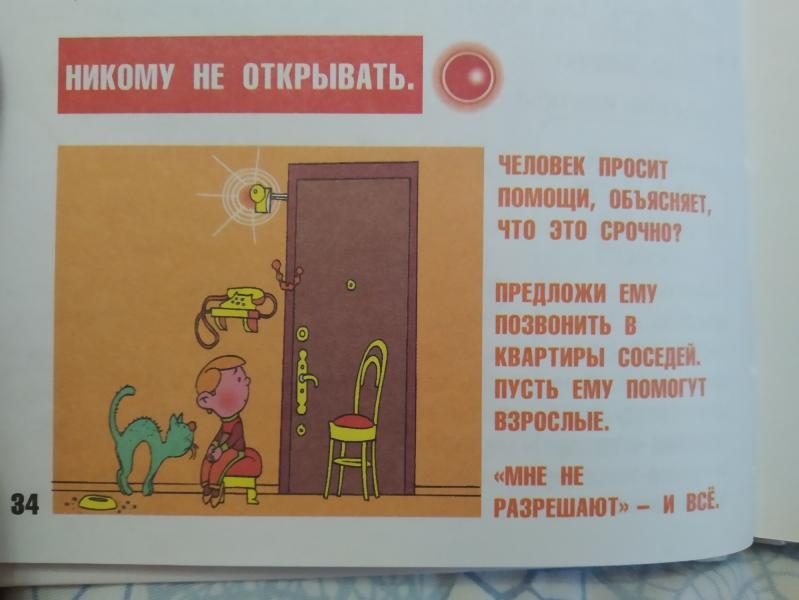 НИКОМУ НЕ ОТКРЫВАТЬ.
ЧЕЛОВЕК ПРОСИТ
ПОМОЩИ, ОБЪЯСНЯЕТ,
ЧТО ЭТО СРОЧНО?
ПРЕДЛОЖИ ЕМУ
ПОЗВОНИТЬ В
КВАРТИРЫ СОСЕДЕЙ.
ПУСТЬ ЕМУ ПОМОГУТ
ВЗРОСЛЫЕ.
«МНЕ НЕ
РАЗРЕШАЮТ» – И ВСЁ.
34